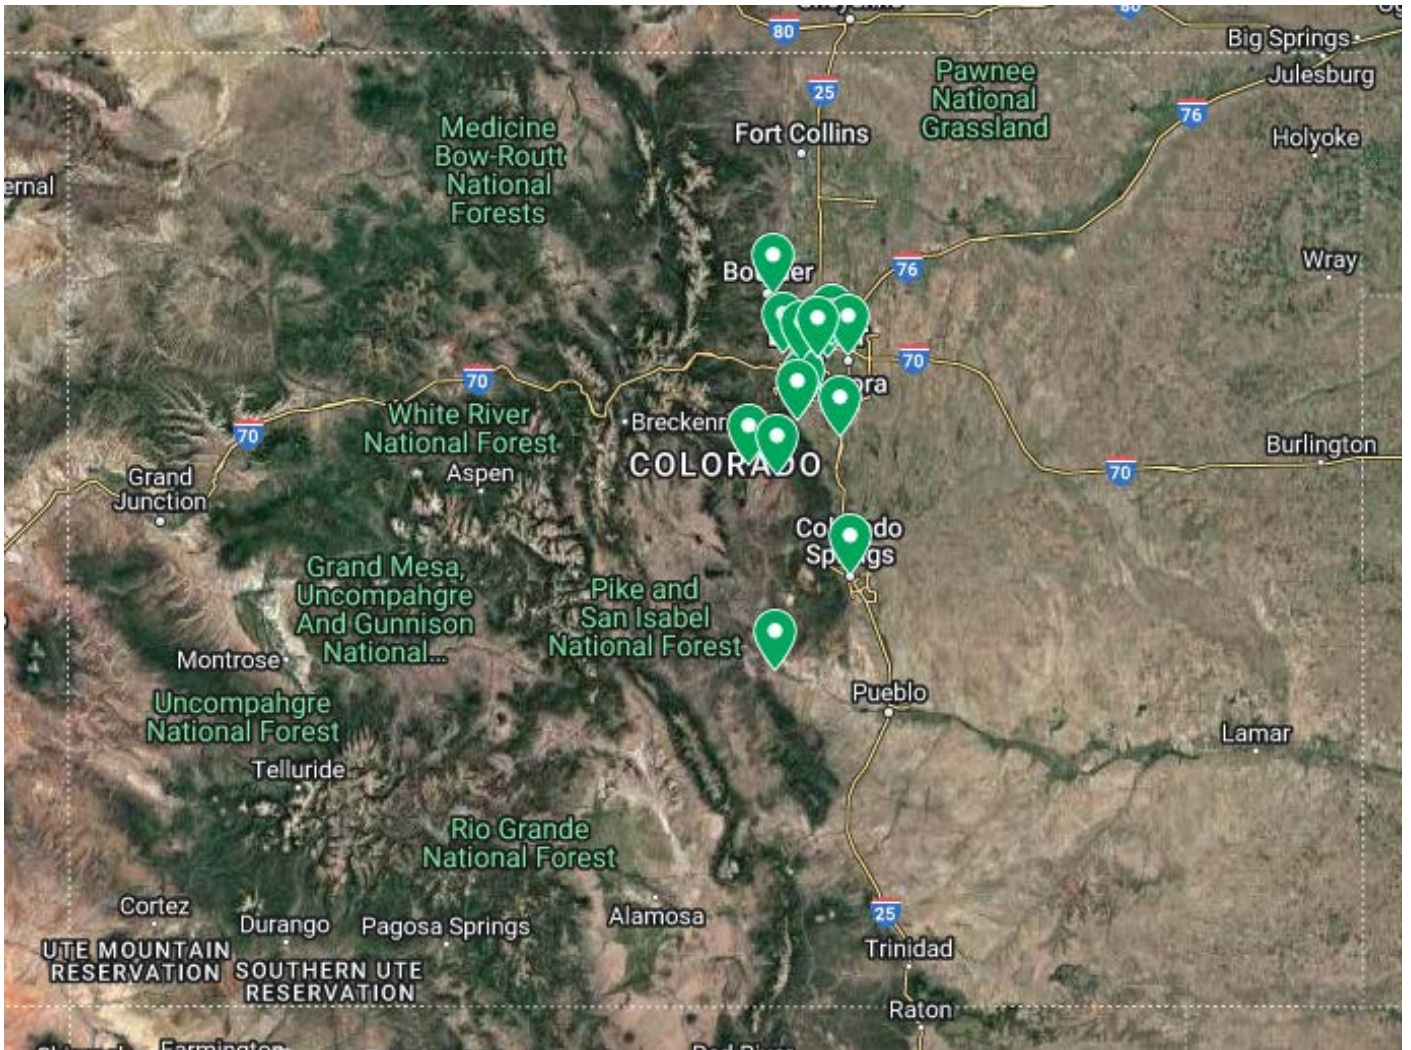 80
80
Big Springs
Julesburg
Pawnee
National
Grassland
25
76
Medicine
Bow-Routt
National
Forests
Fort Collins
Holyoke
ernal
76
Wray
70
70
70
White River
National Forest
Breckenr
ora
Aspen
COLORADO
Burlington
70
Grand
Junction
Grand Mesa,
Uncompahgre
And Gunnison
National...
Pike and
San Isabel
National Forest
Montrose
Pueblo
Uncompahgre
National Forest
Lamar
Telluride
Rio Grande
National Forest
Cortez
Durango
Pagosa Springs
Alamosa
25
Trinidad
UTE MOUNTAIN
RESERVATION
SOUTHERN UTE
RESERVATION
Raton